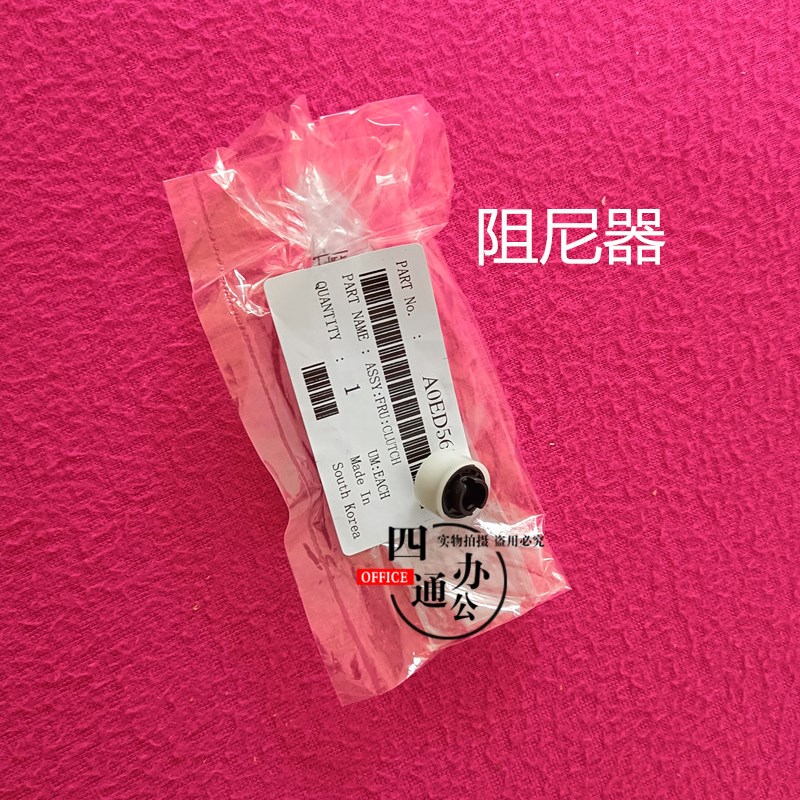 阻尼器
PART No. : A0ED56
PART NAME : ASSY:FRU:CLUTCH
UM:EACH
QUANTITY : 1
Made In
South Korea
实物拍摄 盗用必究
四通办公
OFFICE